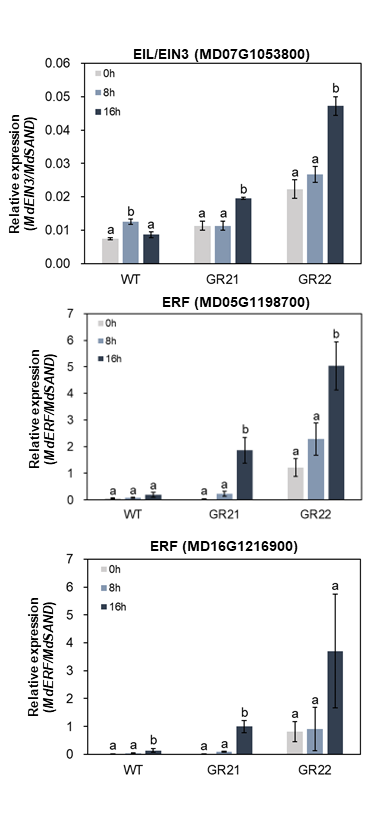 EIL/EIN3 (MD07G1053800)
Relative expression
(MdEIN3/MdSAND)
0.06
0.05
0.04
0.03
0.02
0.01
0.00
0h
8h
16h
a b a a a b a a b
WT GR21 GR22
ERF (MD05G1198700)
Relative expression
(MdERF/MdSAND)
7
6
5
4
3
2
1
0
0h
8h
16h
a a a a a b a a b
WT GR21 GR22
ERF (MD16G1216900)
Relative expression
(MdERF/MdSAND)
7
6
5
4
3
2
1
0
0h
8h
16h
a a b a a b a a a
WT GR21 GR22